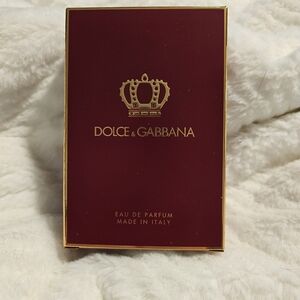 DOLCE & GABBANA
EAU DE PARFUM
MADE IN ITALY